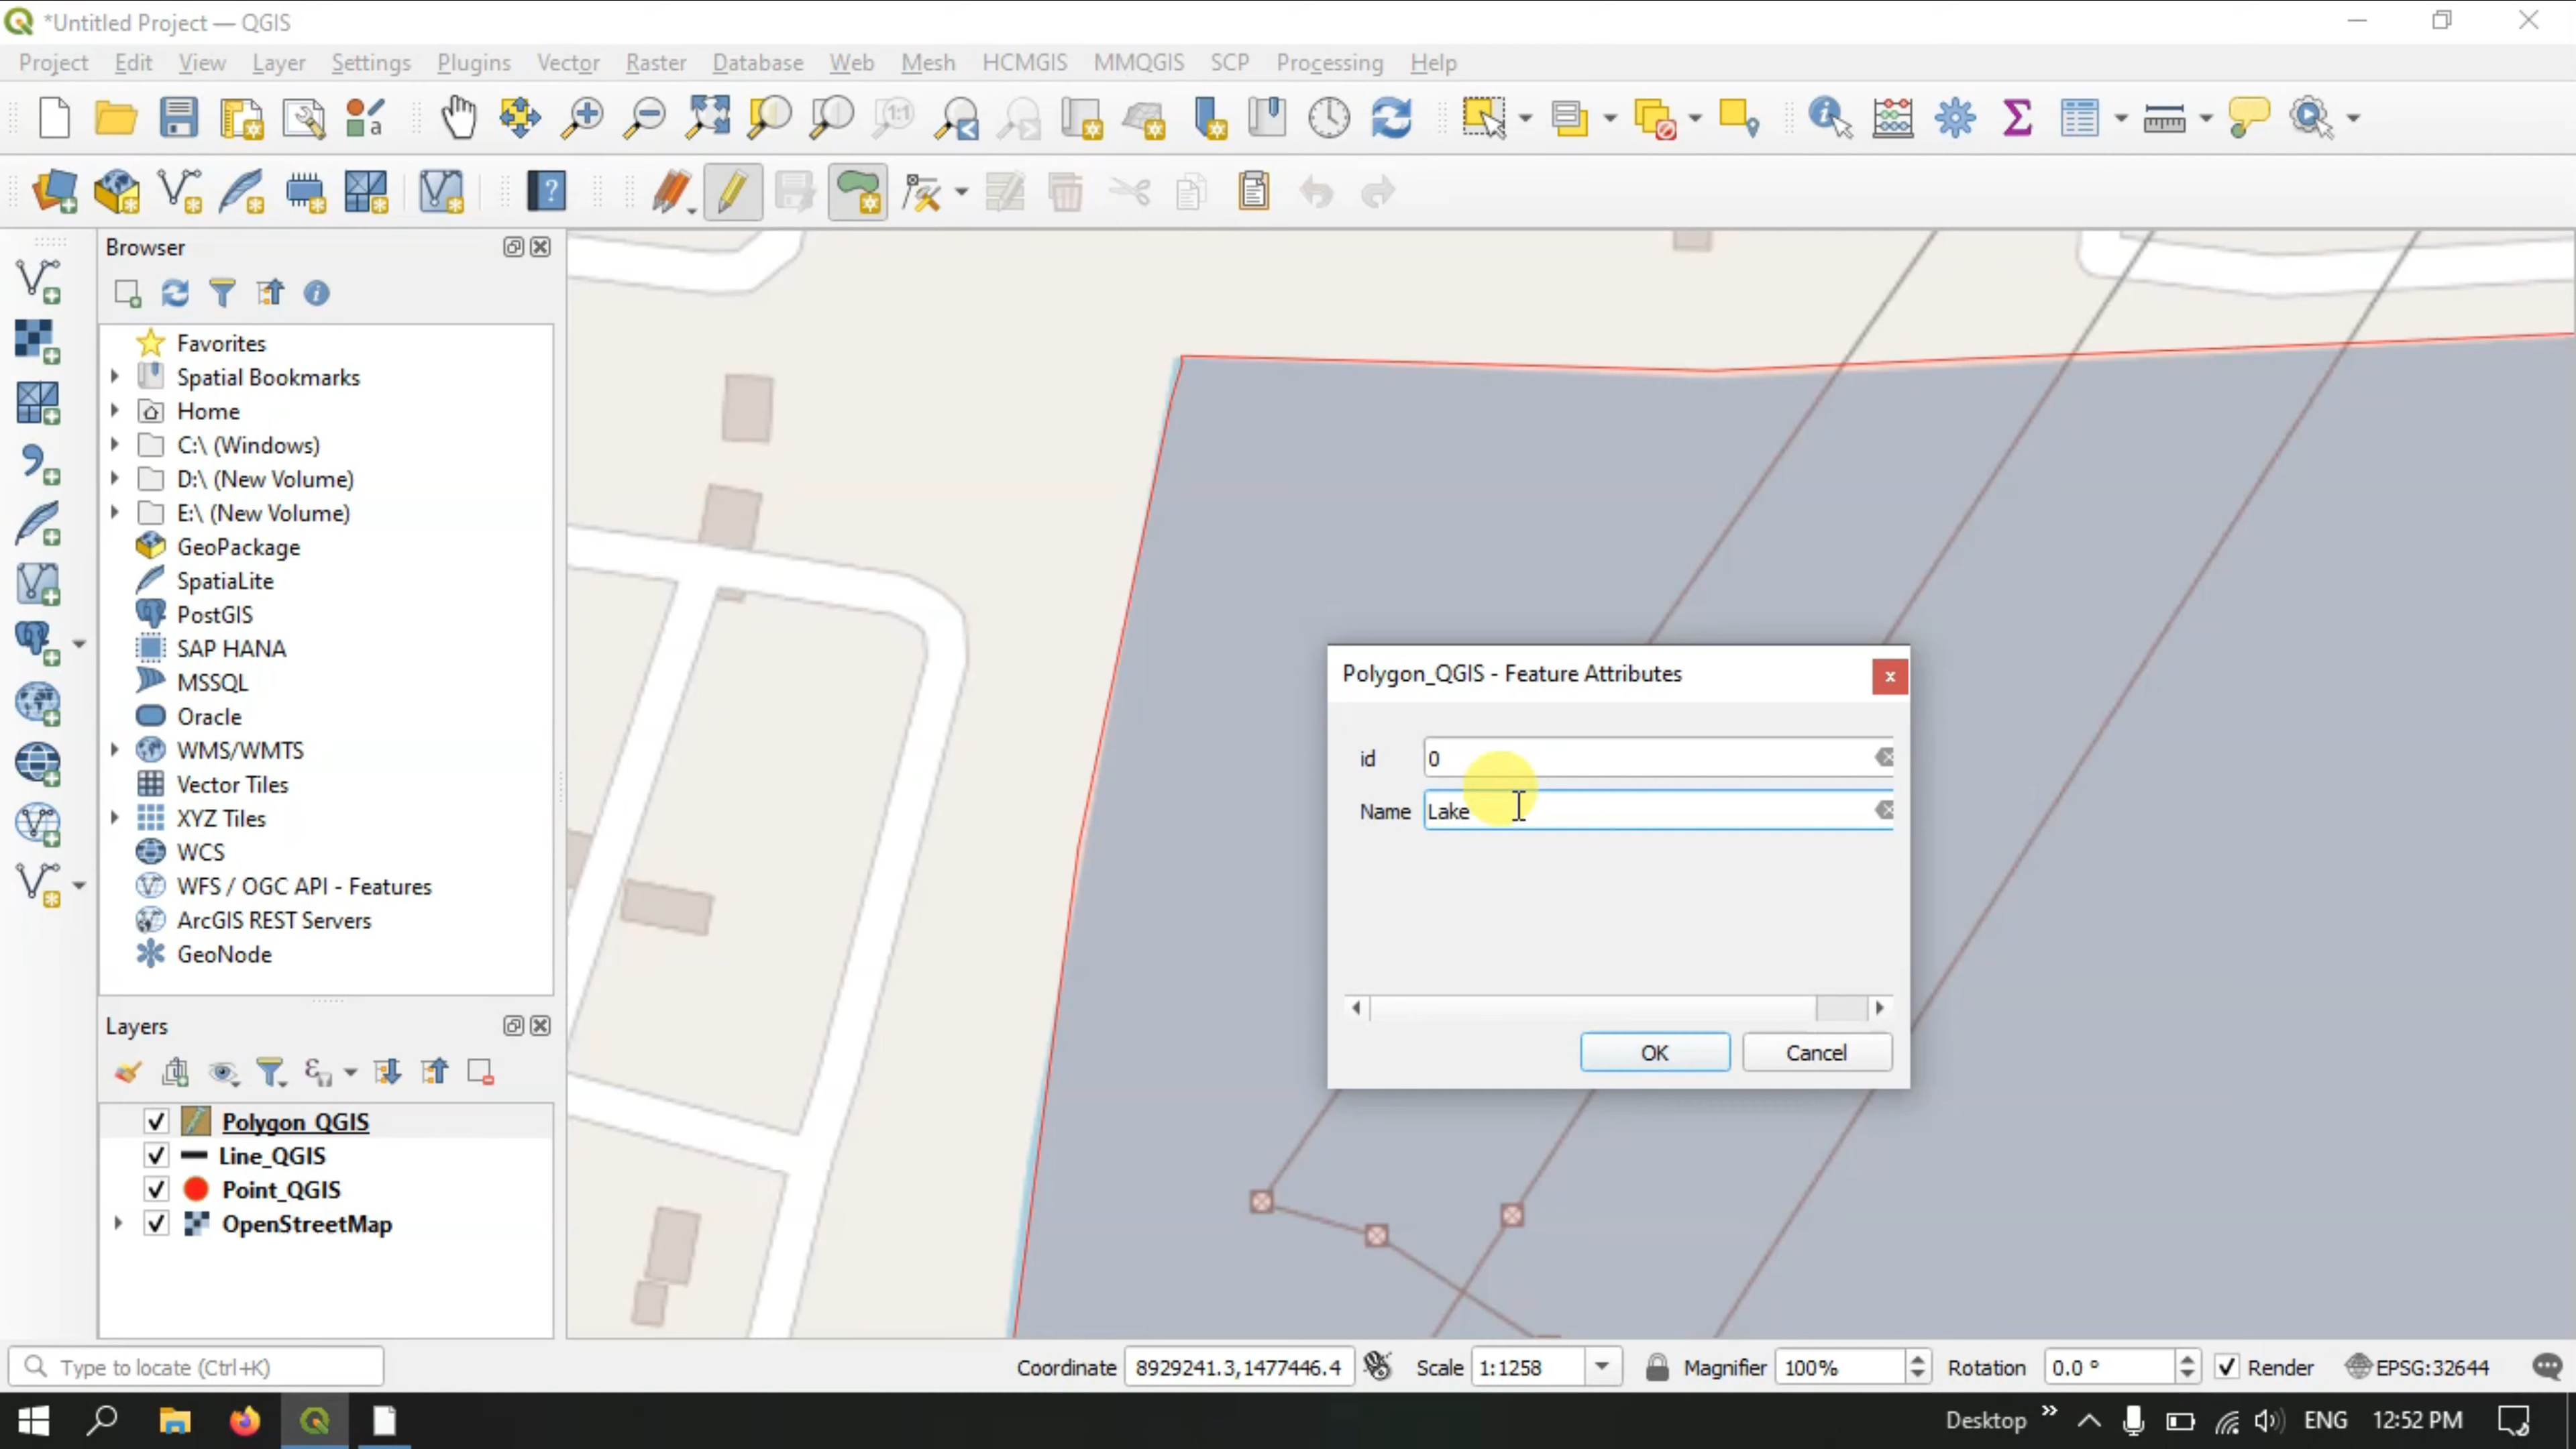 *Untitled Project — QGIS
Project Edit View Layer Settings Plugins Vector Raster Database Web Mesh HCMGIS MMQGIS SCP Processing Help
Browser
Favorites
Spatial Bookmarks
Home
C:\ (Windows)
D:\ (New Volume)
E:\ (New Volume)
GeoPackage
SpatiaLite
PostGIS
SAP HANA
MSSQL
Oracle
WMS/WMTS
Vector Tiles
XYZ Tiles
WCS
WFS / OGC API - Features
ArcGIS REST Servers
GeoNode
Layers
Polygon_QGIS
Line_QGIS
Point_QGIS
OpenStreetMap
Polygon_QGIS - Feature Attributes
id 0
Name Lake
OK Cancel
Type to locate (Ctrl+K) Coordinate 8929241.3,1477446.4 Scale 1:1258 Magnifier 100% Rotation 0.0 ° Render EPSG:32644
Desktop ENG 12:52 PM